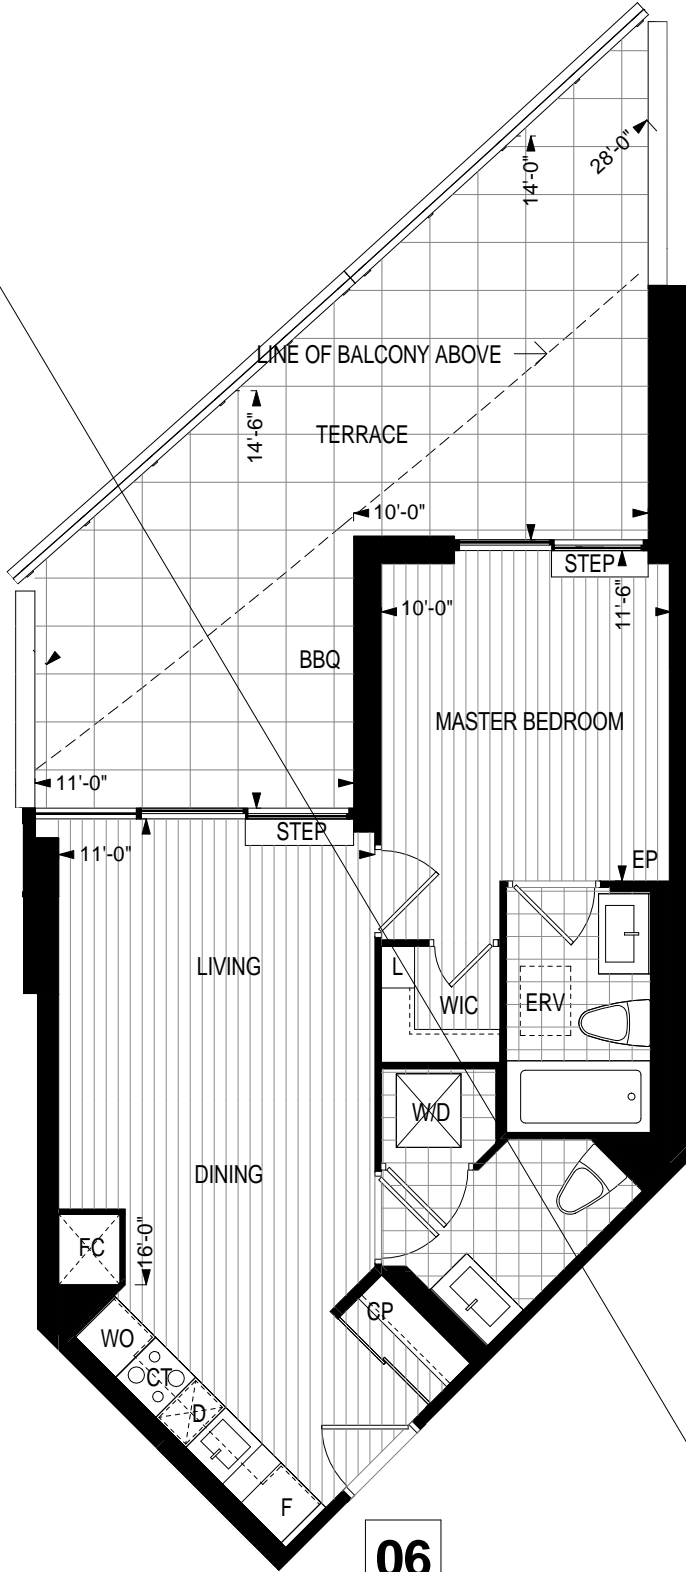 28'-0"
14'-0"
LINE OF BALCONY ABOVE
14'-6"
TERRACE
10'-0"
STEP
10'-0"
11'-6"
BBQ
MASTER BEDROOM
11'-0"
STEP
11'-0"
EP
LIVING
L
WIC
ERV
W/D
DINING
FC
16'-0"
CP
WO
CT
D
F
06